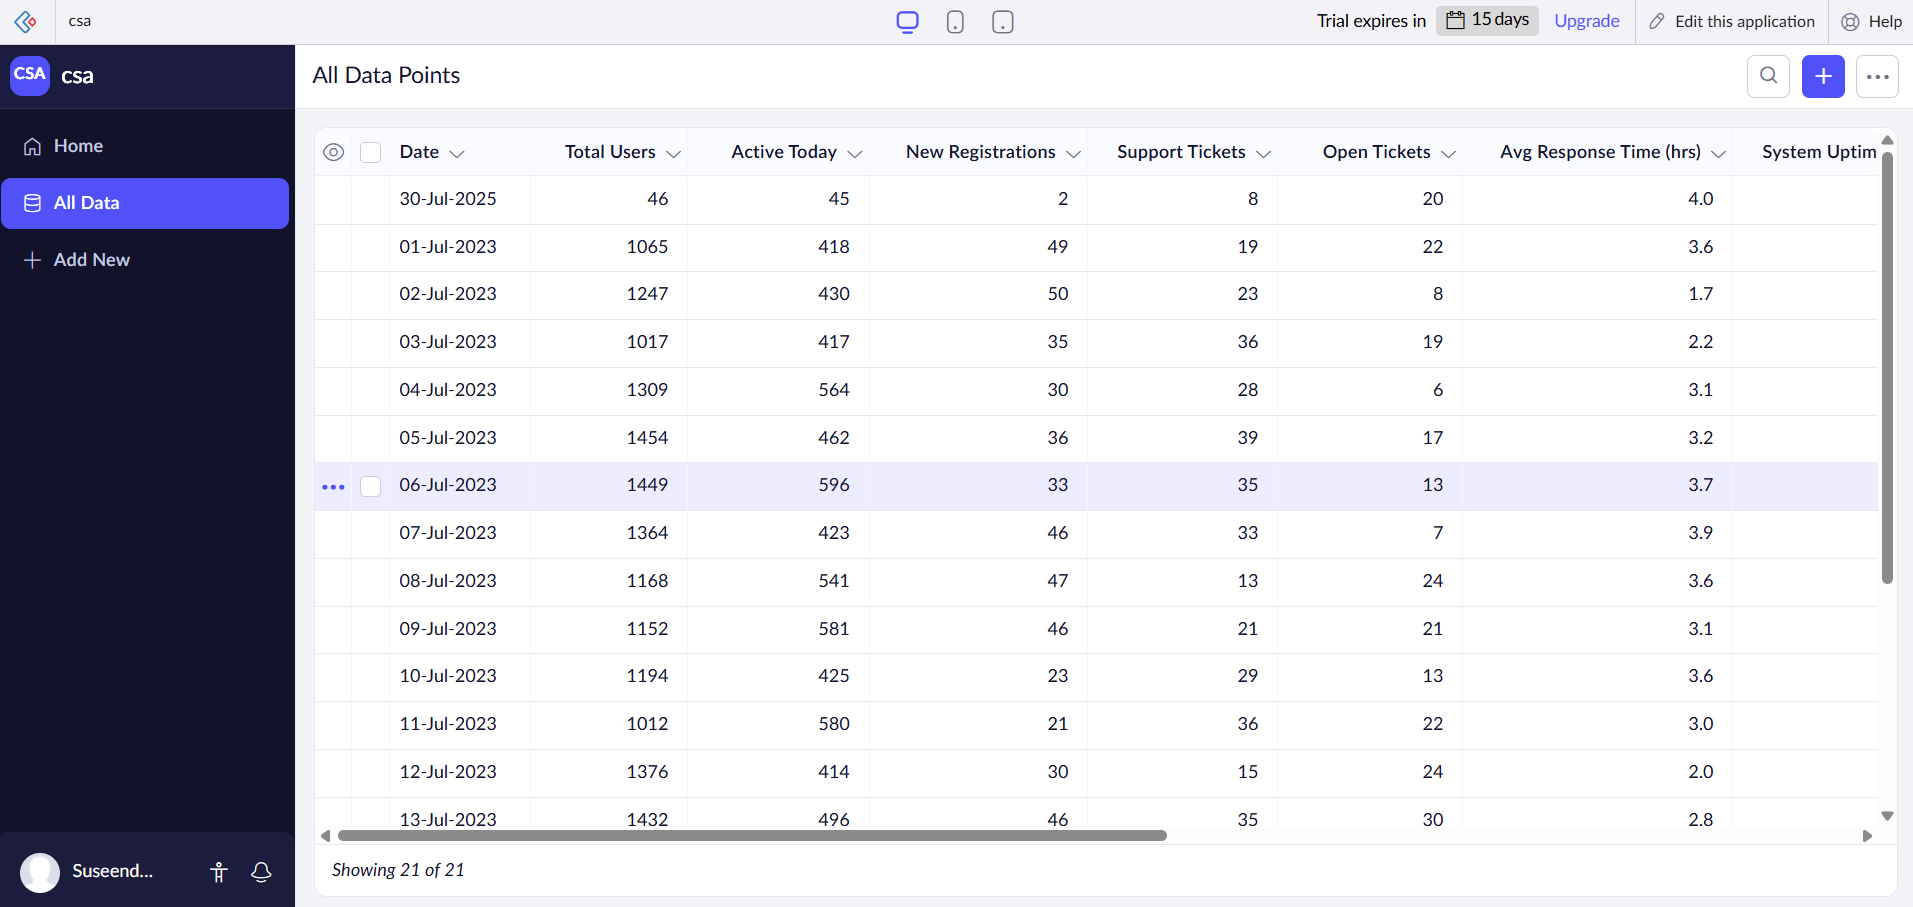 csa
Trial expires in 15 days Upgrade Edit this application Help
CSA csa
All Data Points
Home
All Data
Add New
Date Total Users Active Today New Registrations Support Tickets Open Tickets Avg Response Time (hrs) System Uptim
30-Jul-2025 46 45 2 8 20 4.0
01-Jul-2023 1065 418 49 19 22 3.6
02-Jul-2023 1247 430 50 23 8 1.7
03-Jul-2023 1017 417 35 36 19 2.2
04-Jul-2023 1309 564 30 28 6 3.1
05-Jul-2023 1454 462 36 39 17 3.2
06-Jul-2023 1449 596 33 35 13 3.7
07-Jul-2023 1364 423 46 33 7 3.9
08-Jul-2023 1168 541 47 13 24 3.6
09-Jul-2023 1152 581 46 21 21 3.1
10-Jul-2023 1194 425 23 29 13 3.6
11-Jul-2023 1012 580 21 36 22 3.0
12-Jul-2023 1376 414 30 15 24 2.0
13-Jul-2023 1432 496 46 35 30 2.8
Showing 21 of 21
Suseend...